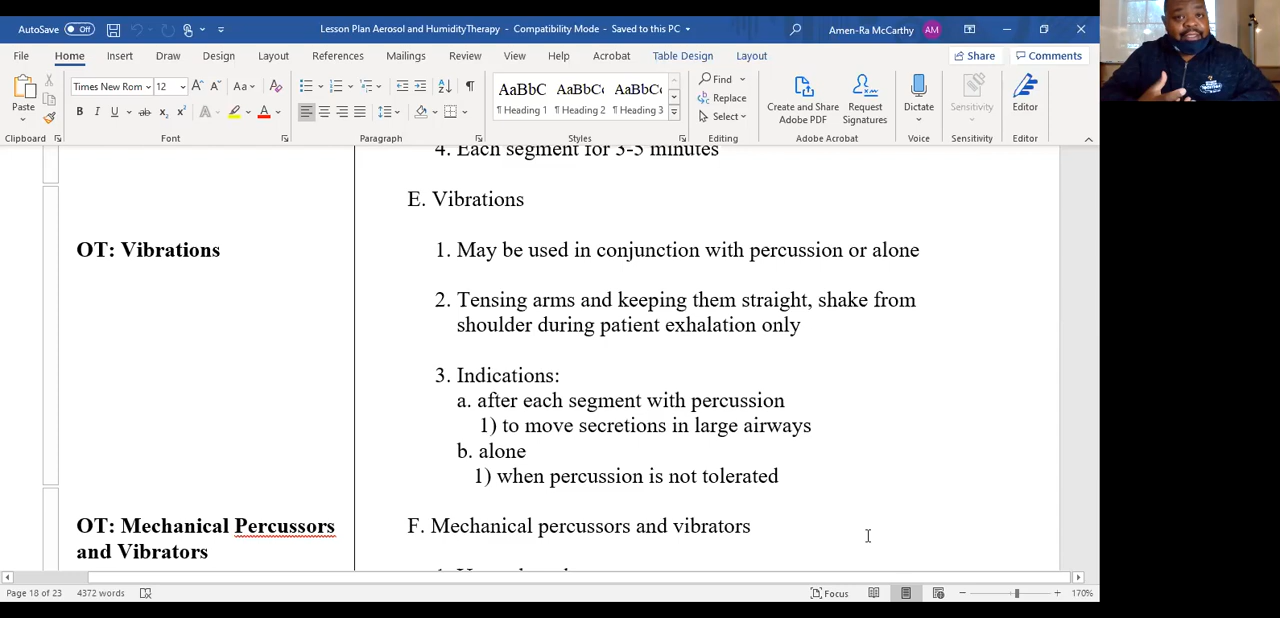 AutoSave Off
Lesson Plan Aerosol and HumidityTherapy - Compatibility Mode - Saved to this PC
Amen-Ra McCarthy AM
File Home Insert Draw Design Layout References Mailings Review View Help Acrobat Table Design Layout
Share Comments
Paste
Times New Rom 12
AaBbC AaBbCc AaBbCc
¶ Heading 1 ¶ Heading 2 ¶ Heading 3
Find
Replace
Select
Create and Share Adobe PDF
Request Signatures
Dictate
Sensitivity
Editor
Clipboard Font Paragraph Styles Editing Adobe Acrobat Voice Sensitivity Editor
4. Each segment for 3-5 minutes
E. Vibrations
OT: Vibrations
1. May be used in conjunction with percussion or alone
2. Tensing arms and keeping them straight, shake from
shoulder during patient exhalation only
3. Indications:
a. after each segment with percussion
1) to move secretions in large airways
b. alone
1) when percussion is not tolerated
OT: Mechanical Percussors
and Vibrators
F. Mechanical percussors and vibrators
Page 18 of 23 4372 words
Focus
170%